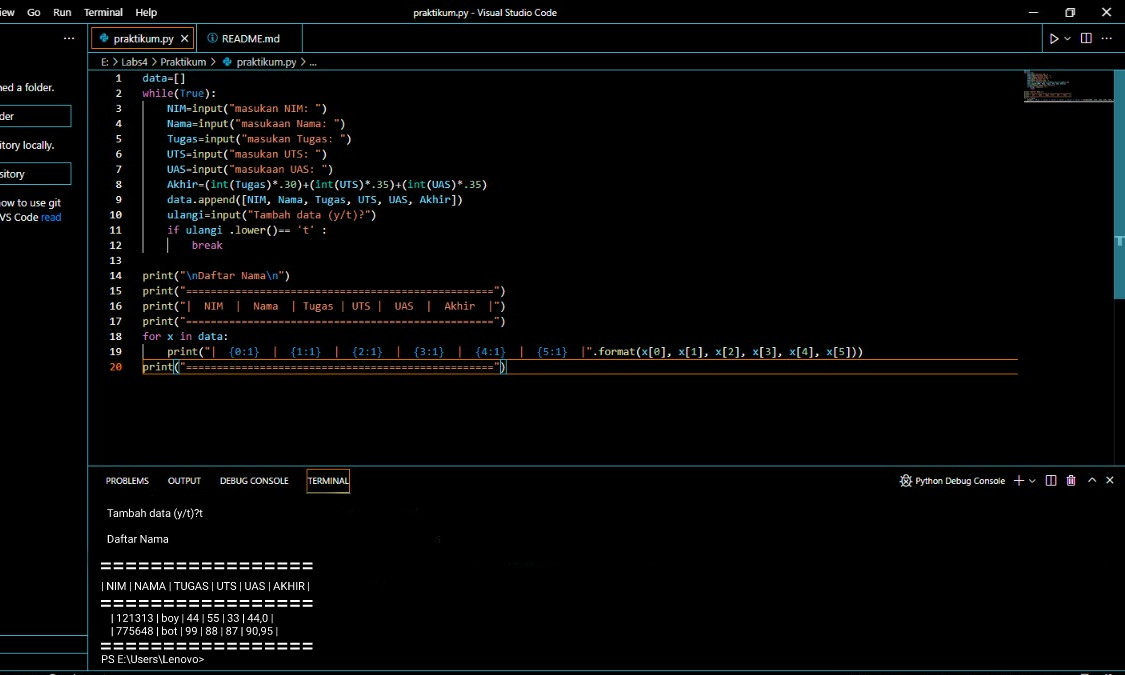 iew Go Run Terminal Help praktikum.py - Visual Studio Code
... praktikum.py README.md ...
E: > Labs4 > Praktikum > praktikum.py > ...
ned a folder.
der
itory locally.
sitory
ow to use git
VS Code read
1 data=[]
2 while(True):
3 NIM=input("masukan NIM: ")
4 Nama=input("masukaan Nama: ")
5 Tugas=input("masukan Tugas: ")
6 UTS=input("masukan UTS: ")
7 UAS=input("masukaan UAS: ")
8 Akhir=(int(Tugas)*.30)+(int(UTS)*.35)+(int(UAS)*.35)
9 data.append([NIM, Nama, Tugas, UTS, UAS, Akhir])
10 ulangi=input("Tambah data (y/t)?")
11 if ulangi .lower()== 't' :
12 break
13
14 print("\nDaftar Nama\n")
15 print("==================================================")
16 print("|  NIM  |  Nama  | Tugas | UTS |  UAS  |  Akhir  |")
17 print("==================================================")
18 for x in data:
19 print("|  {0:1}  |  {1:1}  |  {2:1}  |  {3:1}  |  {4:1}  |  {5:1}  |".format(x[0], x[1], x[2], x[3], x[4], x[5]))
20 print("==================================================")
PROBLEMS OUTPUT DEBUG CONSOLE TERMINAL Python Debug Console
Tambah data (y/t)?t
Daftar Nama
=================
| NIM | NAMA | TUGAS | UTS | UAS | AKHIR |
=================
| 121313 | boy | 44 | 55 | 33 | 44,0 |
| 775648 | bot | 99 | 88 | 87 | 90,95 |
=================
PS E:\Users\Lenovo>